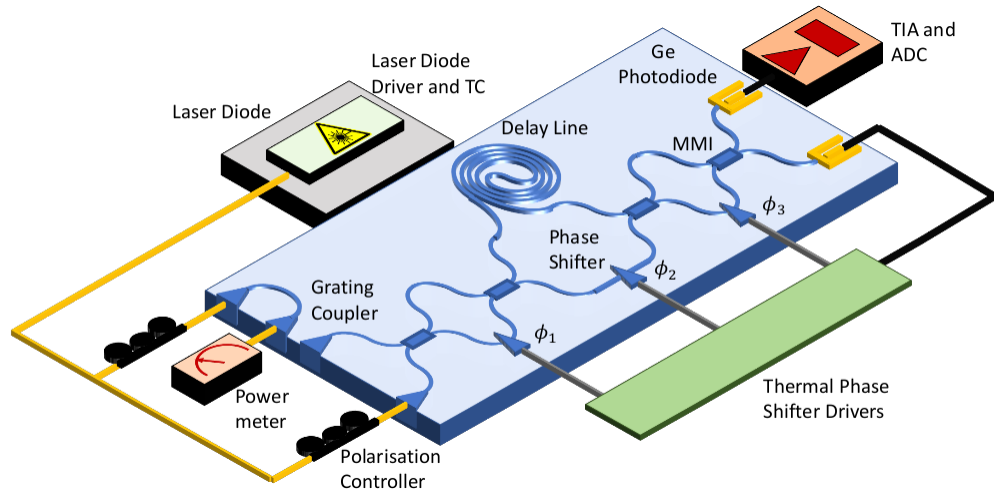 TIA and
ADC
Ge
Photodiode
Laser Diode
Driver and TC
Laser Diode
Delay Line
MMI
ϕ3
Phase
Shifter
ϕ2
Grating
Coupler
ϕ1
Power
meter
Thermal Phase
Shifter Drivers
Polarisation
Controller